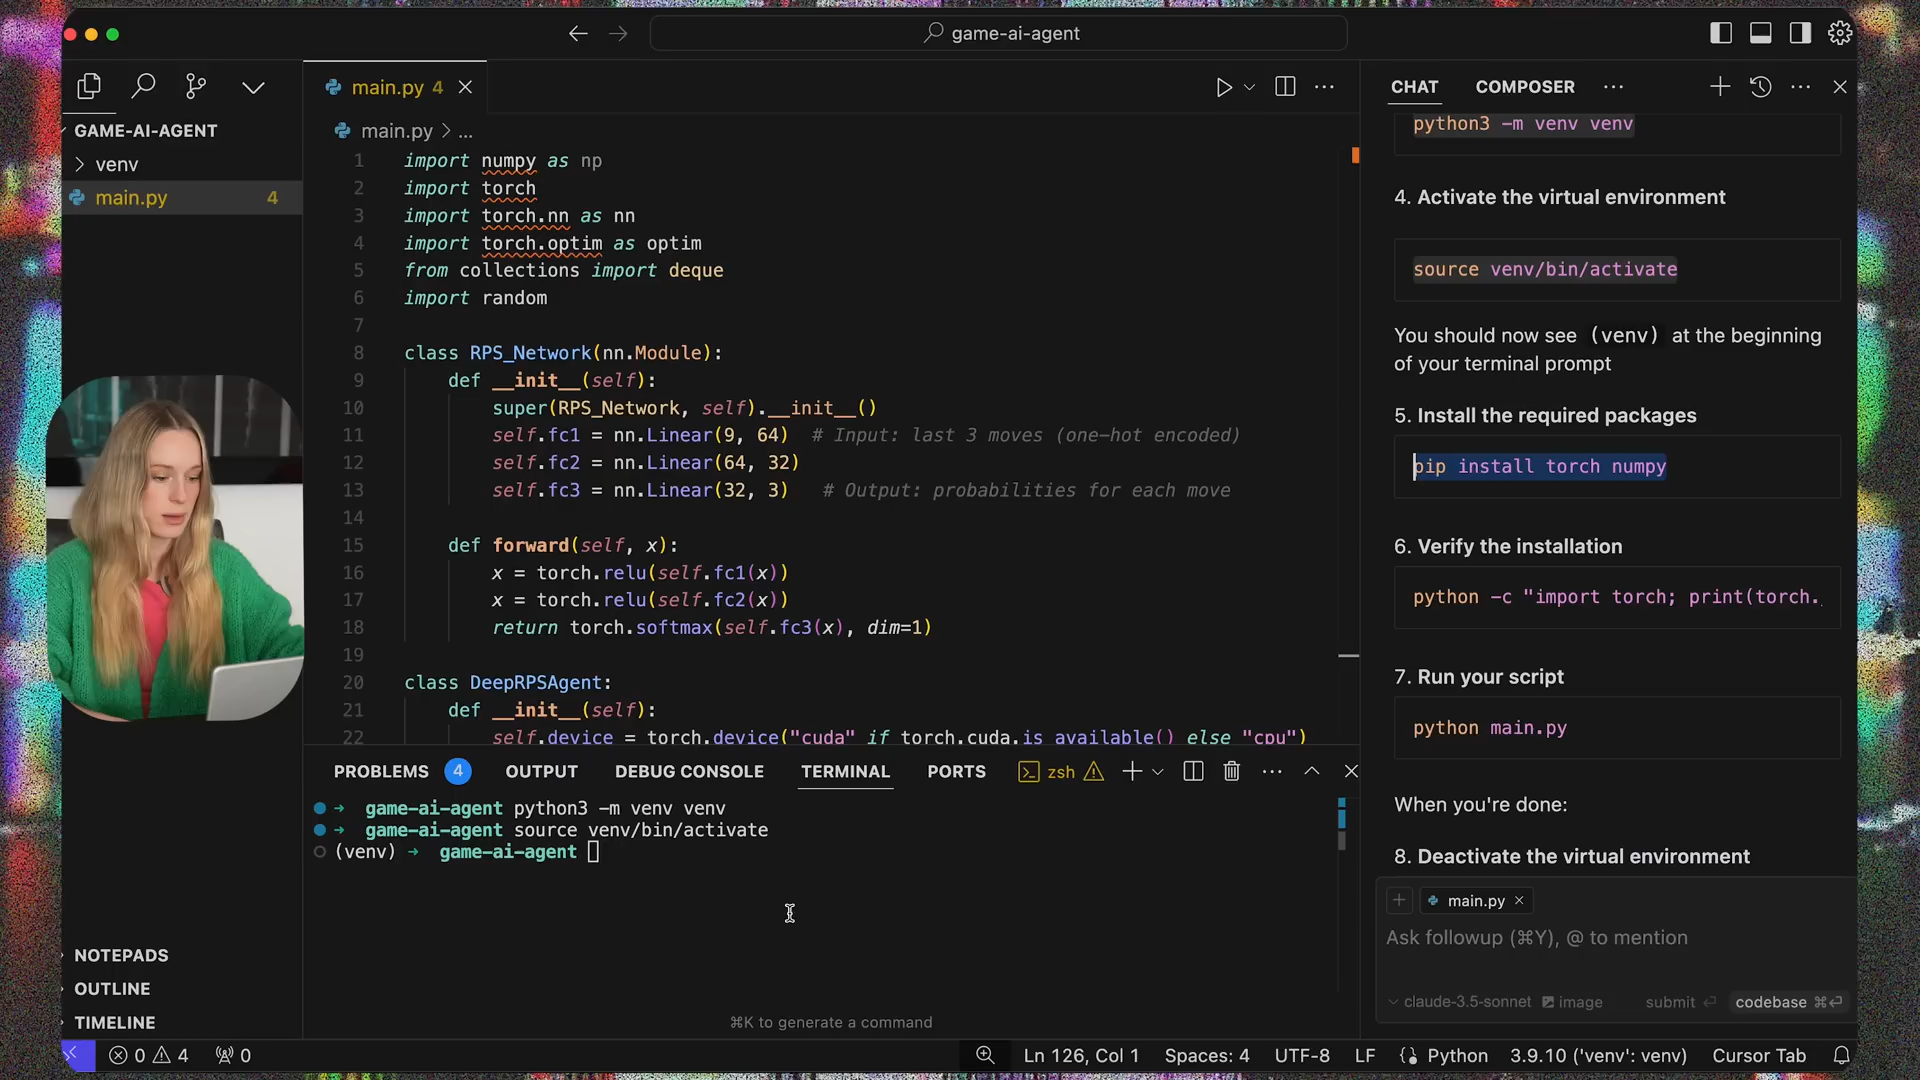 game-ai-agent
GAME-AI-AGENT
venv
main.py 4
NOTEPADS
OUTLINE
TIMELINE
main.py 4
main.py > ...
1 import numpy as np
2 import torch
3 import torch.nn as nn
4 import torch.optim as optim
5 from collections import deque
6 import random
7
8 class RPS_Network(nn.Module):
9 def __init__(self):
10 super(RPS_Network, self).__init__()
11 self.fc1 = nn.Linear(9, 64) # Input: last 3 moves (one-hot encoded)
12 self.fc2 = nn.Linear(64, 32)
13 self.fc3 = nn.Linear(32, 3) # Output: probabilities for each move
14
15 def forward(self, x):
16 x = torch.relu(self.fc1(x))
17 x = torch.relu(self.fc2(x))
18 return torch.softmax(self.fc3(x), dim=1)
19
20 class DeepRPSAgent:
21 def __init__(self):
22 self.device = torch.device("cuda" if torch.cuda.is_available() else "cpu")
PROBLEMS 4 OUTPUT DEBUG CONSOLE TERMINAL PORTS zsh
➜ game-ai-agent python3 -m venv venv
➜ game-ai-agent source venv/bin/activate
(venv) ➜ game-ai-agent
⌘K to generate a command
CHAT COMPOSER ...
python3 -m venv venv
4. Activate the virtual environment
source venv/bin/activate
You should now see (venv) at the beginning
of your terminal prompt
5. Install the required packages
pip install torch numpy
6. Verify the installation
python -c "import torch; print(torch.
7. Run your script
python main.py
When you're done:
8. Deactivate the virtual environment
main.py
Ask followup (⌘Y), @ to mention
claude-3.5-sonnet image submit ⏎ codebase ⌘⏎
0 4 0 Ln 126, Col 1 Spaces: 4 UTF-8 LF Python 3.9.10 ('venv': venv) Cursor Tab